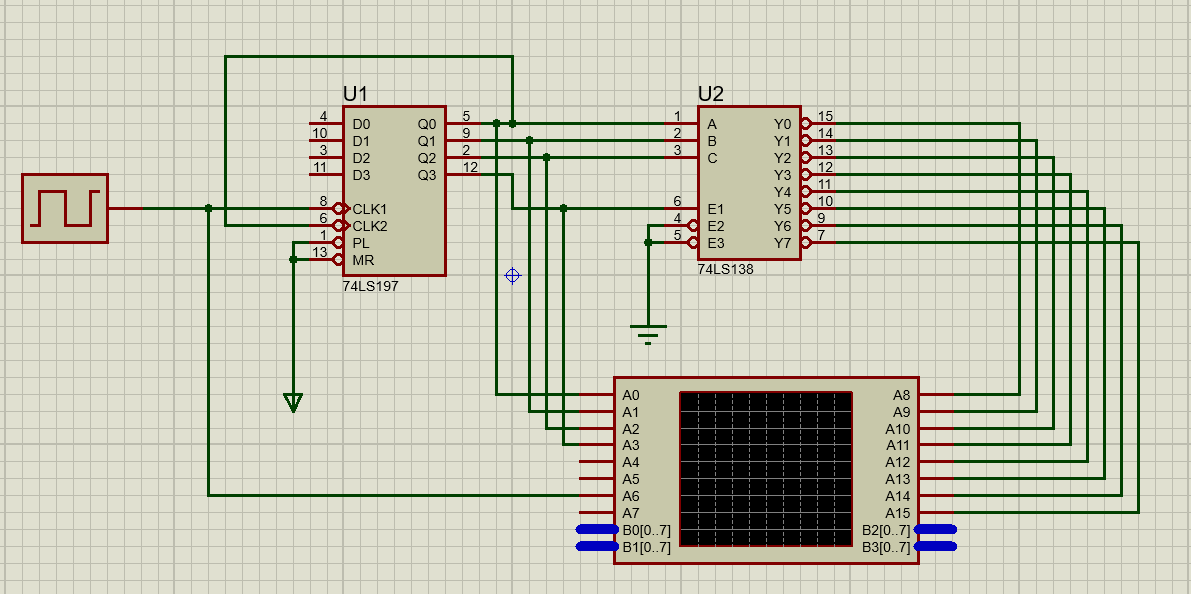 U1
4 D0 Q0 5
10 D1 Q1 9
3 D2 Q2 2
11 D3 Q3 12
8 CLK1
6 CLK2
1 PL
13 MR
74LS197
U2
1 A Y0 15
2 B Y1 14
3 C Y2 13
Y3 12
Y4 11
6 E1 Y5 10
4 E2 Y6 9
5 E3 Y7 7
74LS138
A0 A8
A1 A9
A2 A10
A3 A11
A4 A12
A5 A13
A6 A14
A7 A15
B0[0..7] B2[0..7]
B1[0..7] B3[0..7]